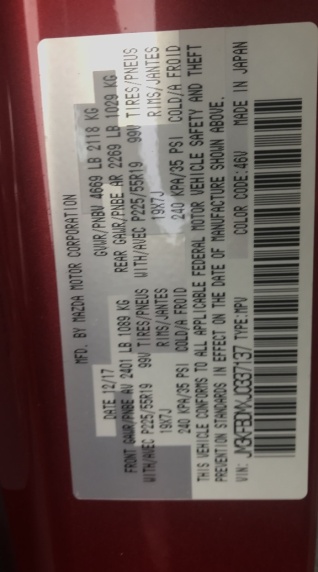 MFD. BY MAZDA MOTOR CORPORATION
DATE 12/17 GVWR/PNBV 4669 LB 2118 KG
FRONT GAWR/PNBE AV 2401 LB 1089 KG REAR GAWR/PNBE AR 2269 LB 1029 KG
WITH/AVEC P225/55R19 99V TIRES/PNEUS WITH/AVEC P225/55R19 99V TIRES/PNEUS
19X7J RIMS/JANTES 19X7J RIMS/JANTES
240 KPA/35 PSI COLD/A FROID 240 KPA/35 PSI COLD/A FROID
THIS VEHICLE CONFORMS TO ALL APPLICABLE FEDERAL MOTOR VEHICLE SAFETY AND THEFT
PREVENTION STANDARDS IN EFFECT ON THE DATE OF MANUFACTURE SHOWN ABOVE.
VIN: JM3KFBDMXJ0337137 TYPE:MPV COLOR CODE:46V MADE IN JAPAN